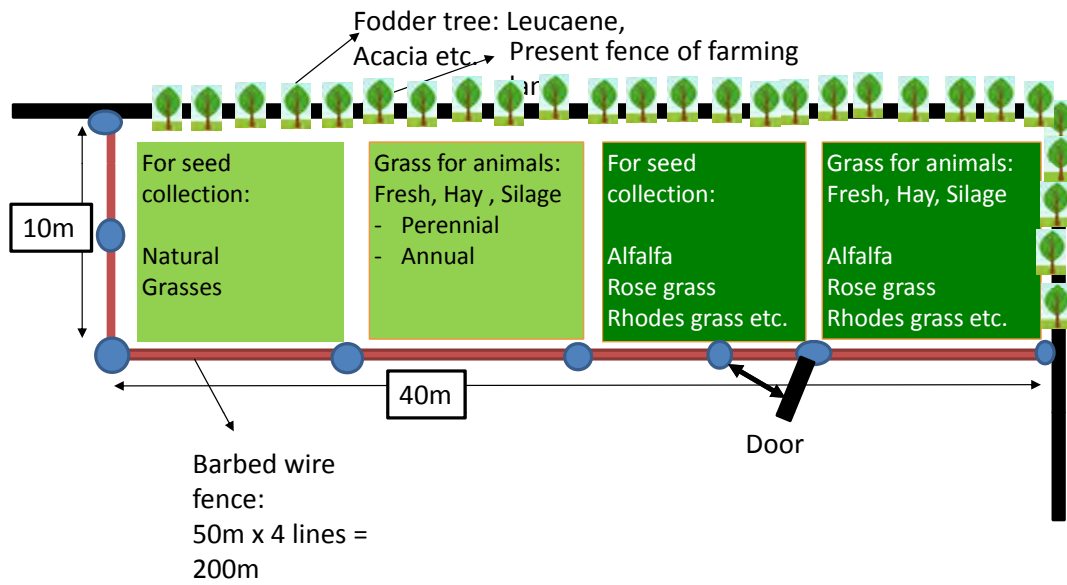 Fodder tree: Leucaene,
Acacia etc.
Present fence of farming
For seed
collection:
Natural
Grasses
Grass for animals:
Fresh, Hay , Silage
- Perennial
- Annual
For seed
collection:
Alfalfa
Rose grass
Rhodes grass etc.
Grass for animals:
Fresh, Hay, Silage
Alfalfa
Rose grass
Rhodes grass etc.
10m
40m
Door
Barbed wire
fence:
50m x 4 lines =
200m